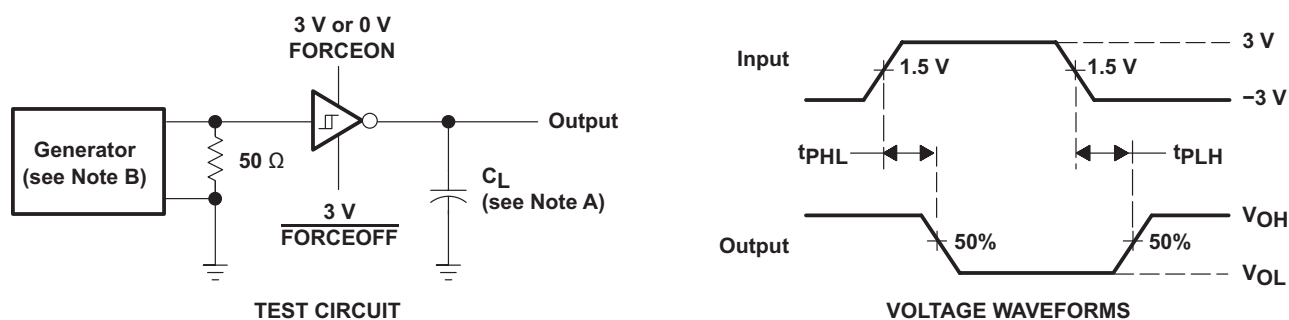 3 V or 0 V
FORCEON
Generator
(see Note B)
50 Ω
3 V
FORCEOFF
CL
(see Note A)
Output
TEST CIRCUIT
Input
1.5 V
1.5 V
3 V
−3 V
tPHL
tPLH
Output
50%
50%
VOH
VOL
VOLTAGE WAVEFORMS